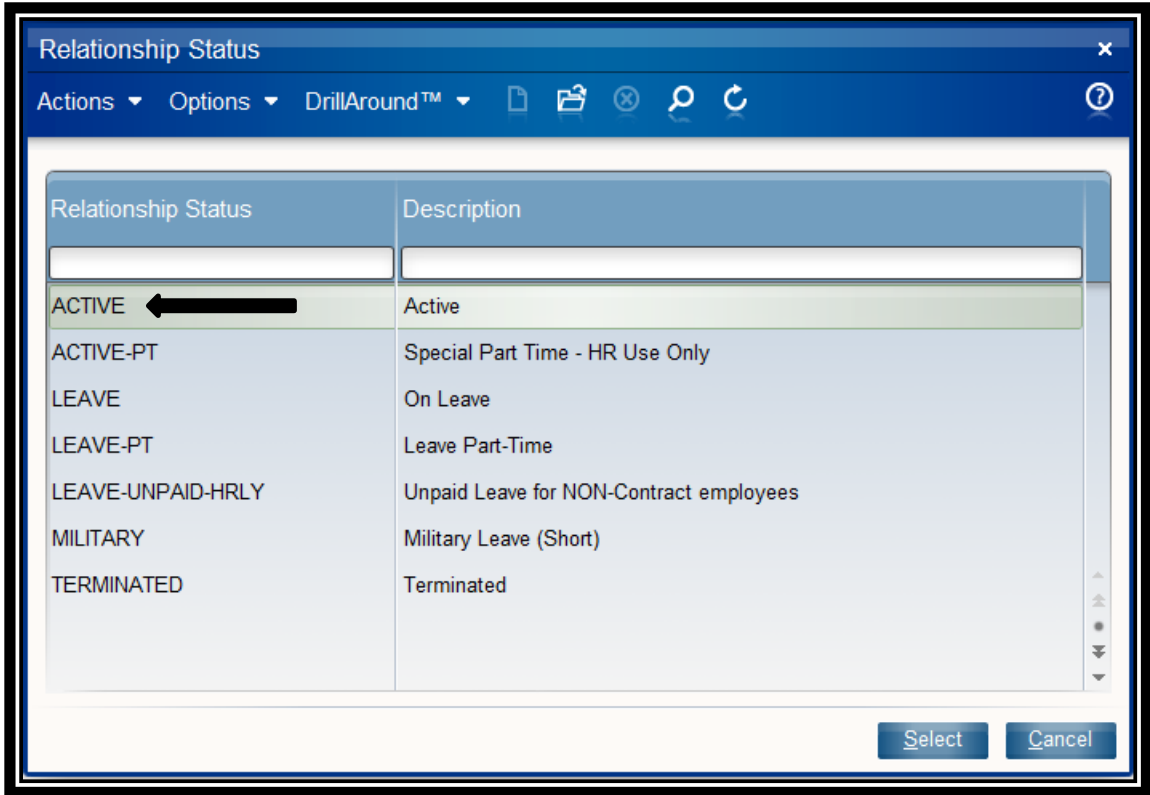 Relationship Status
Actions Options DrillAround™
Relationship Status Description
ACTIVE Active
ACTIVE-PT Special Part Time - HR Use Only
LEAVE On Leave
LEAVE-PT Leave Part-Time
LEAVE-UNPAID-HRLY Unpaid Leave for NON-Contract employees
MILITARY Military Leave (Short)
TERMINATED Terminated
Select Cancel